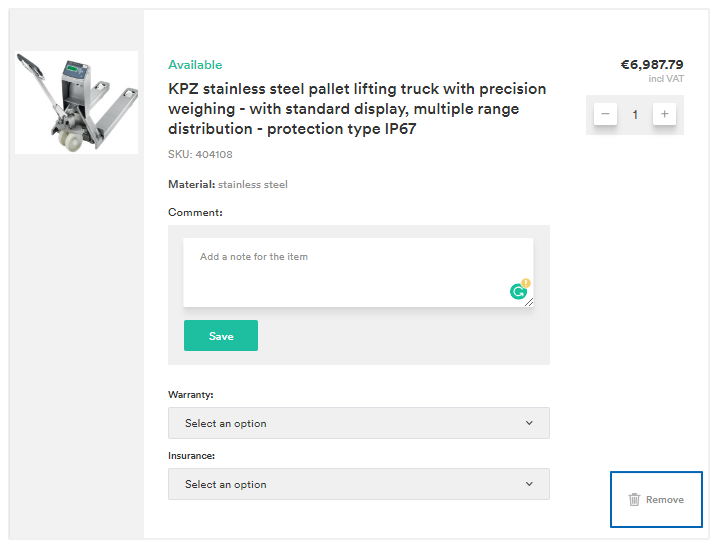 Available
€6,987.79
incl VAT
KPZ stainless steel pallet lifting truck with precision
weighing - with standard display, multiple range
distribution - protection type IP67
1
SKU: 404108
Material: stainless steel
Comment:
Add a note for the item
Save
Warranty:
Select an option
Insurance:
Select an option
Remove